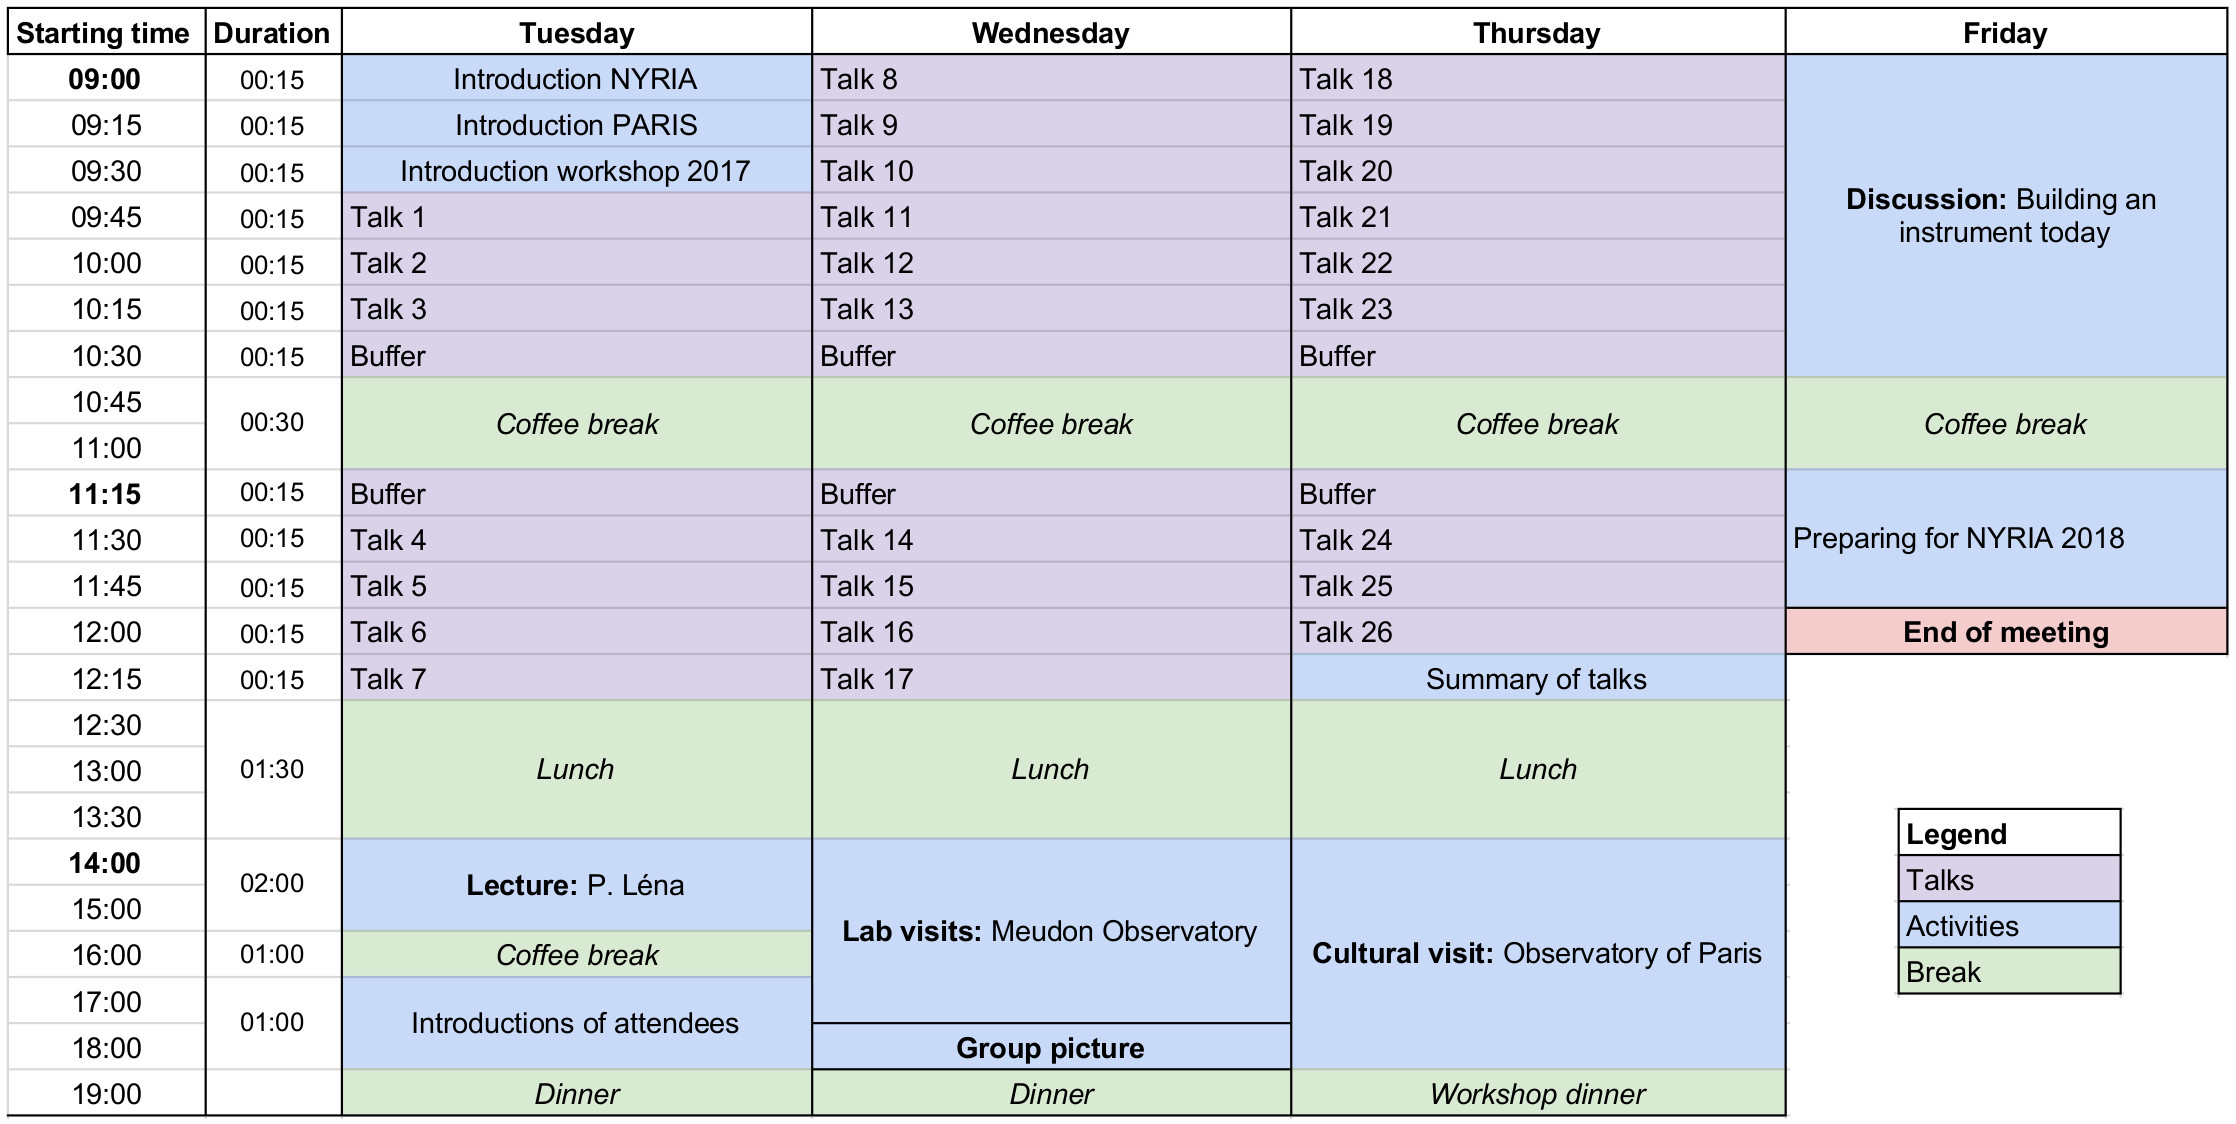 Starting time Duration Tuesday Wednesday Thursday Friday
09:00 00:15 Introduction NYRIA Talk 8 Talk 18
09:15 00:15 Introduction PARIS Talk 9 Talk 19
09:30 00:15 Introduction workshop 2017 Talk 10 Talk 20
Discussion: Building an
09:45 00:15 Talk 1 Talk 11 Talk 21
instrument today
10:00 00:15 Talk 2 Talk 12 Talk 22
10:15 00:15 Talk 3 Talk 13 Talk 23
10:30 00:15 Buffer Buffer Buffer
10:45
00:30 Coffee break Coffee break Coffee break Coffee break
11:00
11:15 00:15 Buffer Buffer Buffer
11:30 00:15 Talk 4 Talk 14 Talk 24 Preparing for NYRIA 2018
11:45 00:15 Talk 5 Talk 15 Talk 25
12:00 00:15 Talk 6 Talk 16 Talk 26 End of meeting
12:15 00:15 Talk 7 Talk 17 Summary of talks
12:30
13:00 01:30 Lunch Lunch Lunch
13:30
Legend
14:00
02:00 Lecture: P. Léna
Talks
15:00
Lab visits: Meudon Observatory
Activities
16:00 01:00 Coffee break Cultural visit: Observatory of Paris
Break
17:00
01:00 Introductions of attendees
18:00 Group picture
19:00 Dinner Dinner Workshop dinner